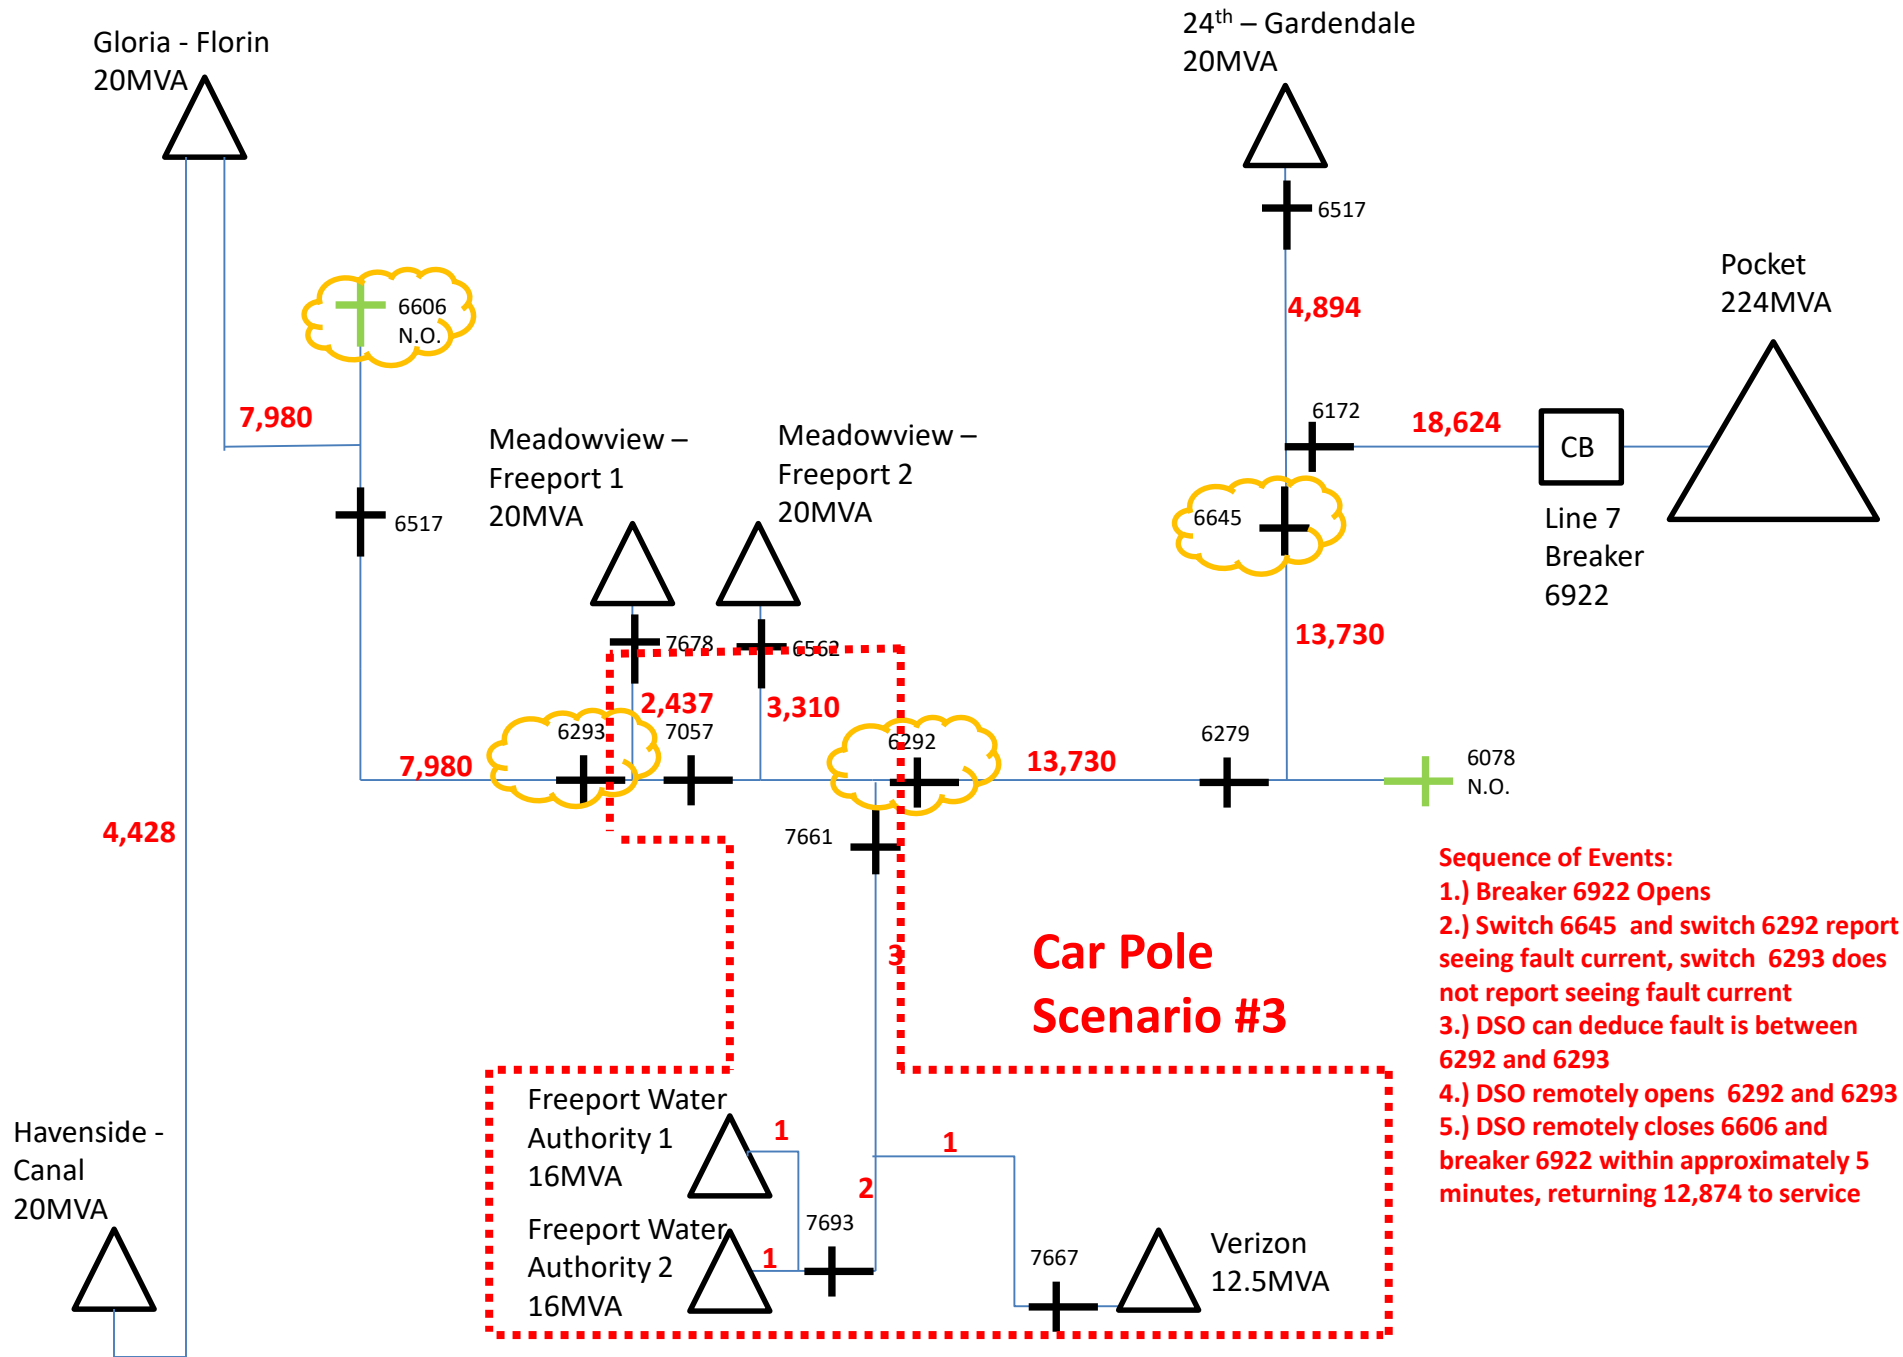 Gloria - Florin
20MVA
24th – Gardendale
20MVA
6517
Pocket
224MVA
4,894
6606
N.O.
7,980
6172
18,624
CB
Meadowview –
Freeport 1
20MVA
Meadowview –
Freeport 2
20MVA
6517
6645
Line 7
Breaker
6922
7678
6562
13,730
2,437
3,310
6293
7057
6292
6279
6078
N.O.
7,980
13,730
4,428
7661
3
Car Pole
Scenario #3
Sequence of Events:
1.) Breaker 6922 Opens
2.) Switch 6645 and switch 6292 report
seeing fault current, switch 6293 does
not report seeing fault current
3.) DSO can deduce fault is between
6292 and 6293
4.) DSO remotely opens 6292 and 6293
5.) DSO remotely closes 6606 and
breaker 6922 within approximately 5
minutes, returning 12,874 to service
Freeport Water
Authority 1
16MVA
1
1
2
Havenside -
Canal
20MVA
Freeport Water
Authority 2
16MVA
1
7693
7667
Verizon
12.5MVA